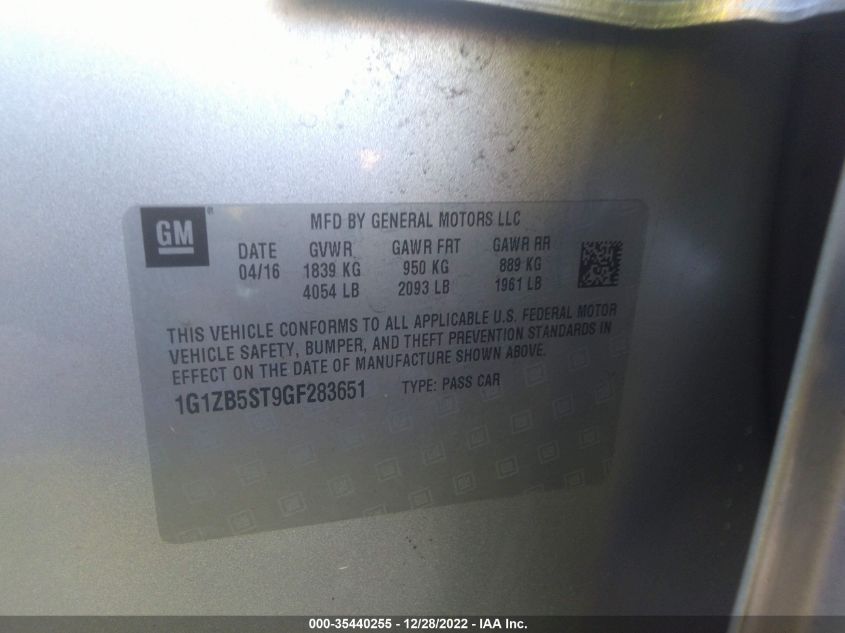 GM
MFD BY GENERAL MOTORS LLC
DATE GVWR GAWR FRT GAWR RR
04/16 1839 KG 950 KG 889 KG
4054 LB 2093 LB 1961 LB
THIS VEHICLE CONFORMS TO ALL APPLICABLE U.S. FEDERAL MOTOR
VEHICLE SAFETY, BUMPER, AND THEFT PREVENTION STANDARDS IN
EFFECT ON THE DATE OF MANUFACTURE SHOWN ABOVE.
1G1ZB5ST9GF283651 TYPE: PASS CAR
000-35440255 - 12/28/2022 - IAA Inc.